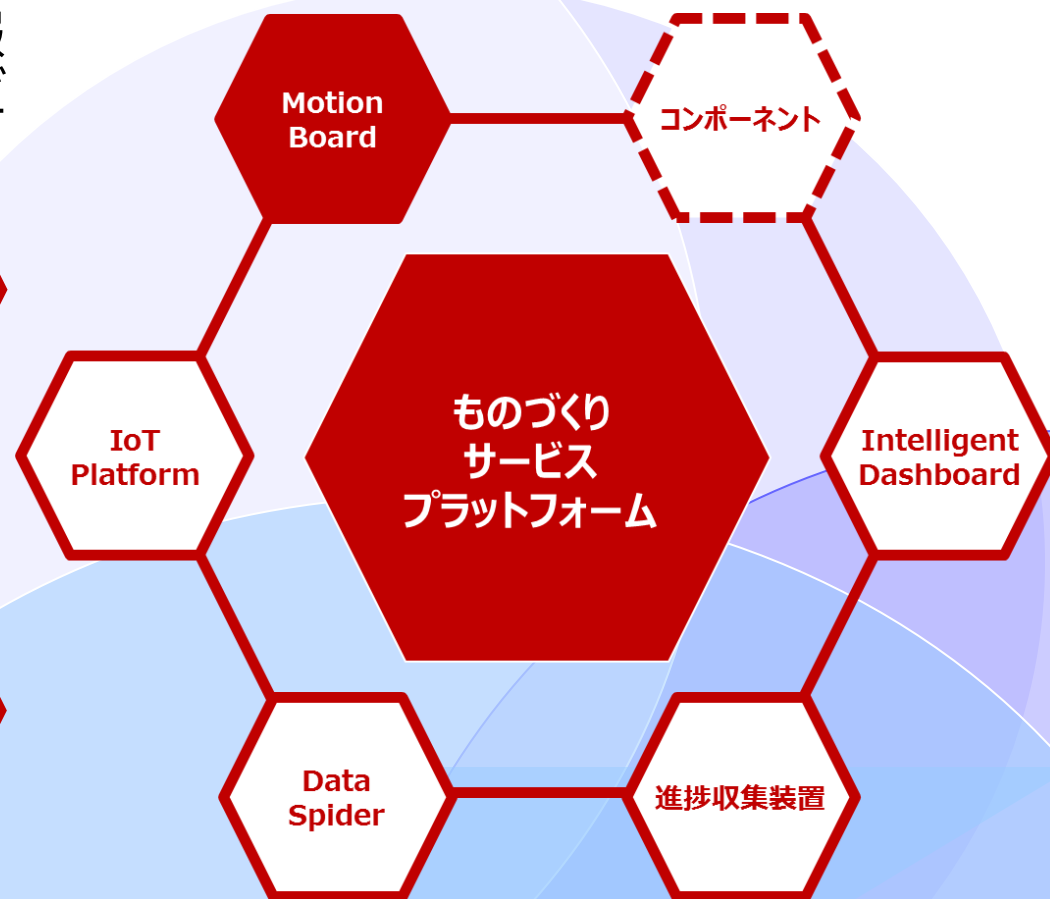 Motion
Board
コンポーネント
ものづくり
サービス
プラットフォーム
IoT
Platform
Intelligent
Dashboard
Data
Spider
進捗収集装置